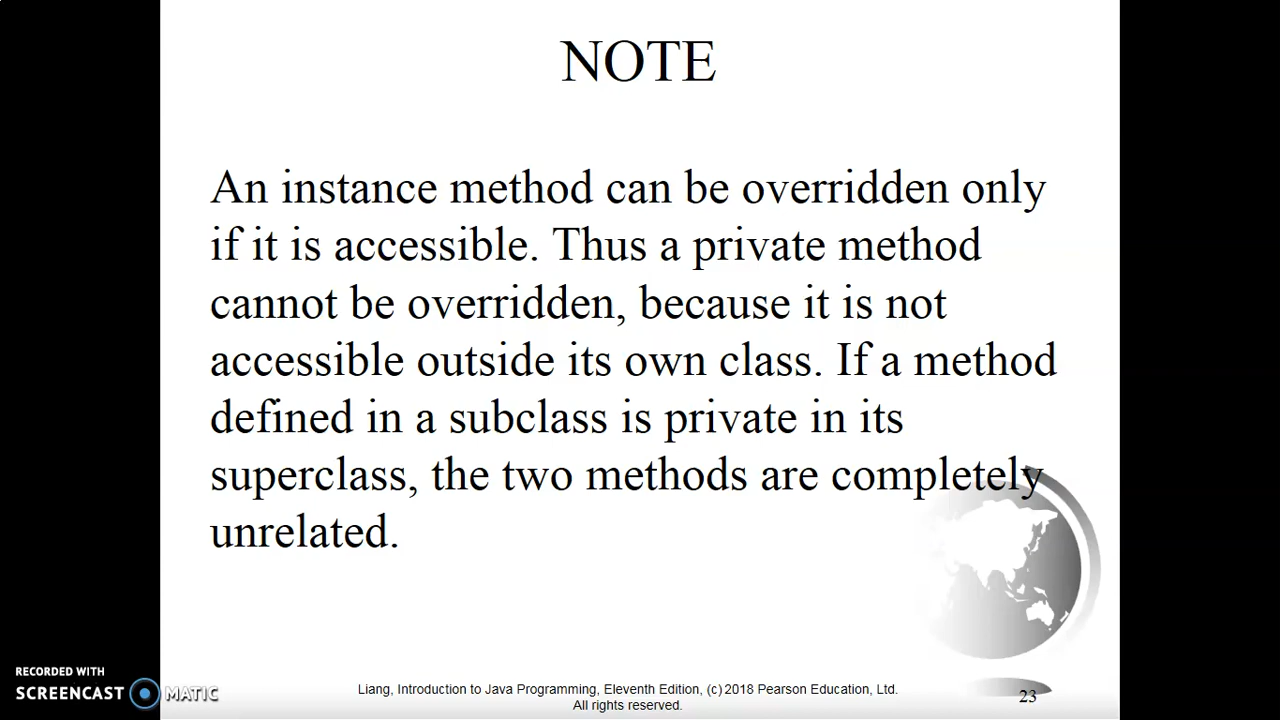 NOTE
An instance method can be overridden only
if it is accessible. Thus a private method
cannot be overridden, because it is not
accessible outside its own class. If a method
defined in a subclass is private in its
superclass, the two methods are completely
unrelated.
RECORDED WITH
SCREENCAST MATIC
Liang, Introduction to Java Programming, Eleventh Edition, (c) 2018 Pearson Education, Ltd.
All rights reserved.
23